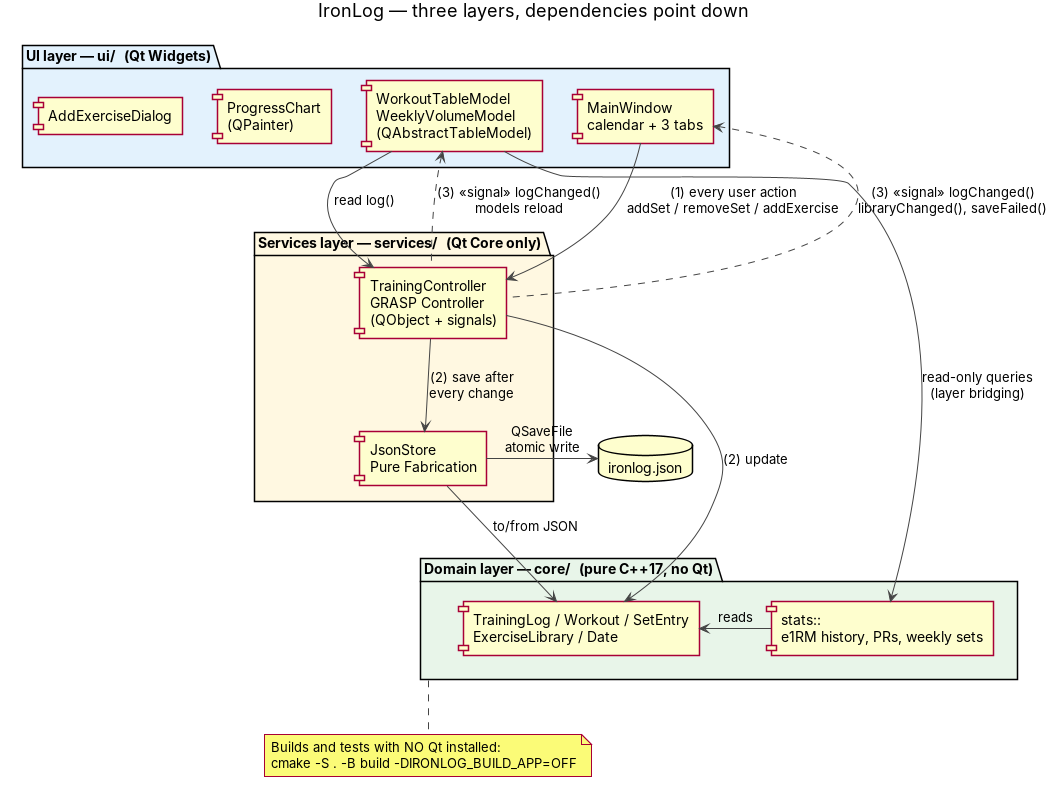 IronLog — three layers, dependencies point down
UI layer — ui/  (Qt Widgets)
AddExerciseDialog
ProgressChart
(QPainter)
WorkoutTableModel
WeeklyVolumeModel
(QAbstractTableModel)
MainWindow
calendar + 3 tabs
read log()
(3) «signal» logChanged()
models reload
(1) every user action
addSet / removeSet / addExercise
(3) «signal» logChanged()
libraryChanged(), saveFailed()
Services layer — services/  (Qt Core only)
TrainingController
GRASP Controller
(QObject + signals)
(2) save after
every change
read-only queries
(layer bridging)
JsonStore
Pure Fabrication
QSaveFile
atomic write
ironlog.json
(2) update
to/from JSON
Domain layer — core/  (pure C++17, no Qt)
TrainingLog / Workout / SetEntry
ExerciseLibrary / Date
reads
stats::
e1RM history, PRs, weekly sets
Builds and tests with NO Qt installed:
cmake -S . -B build -DIRONLOG_BUILD_APP=OFF